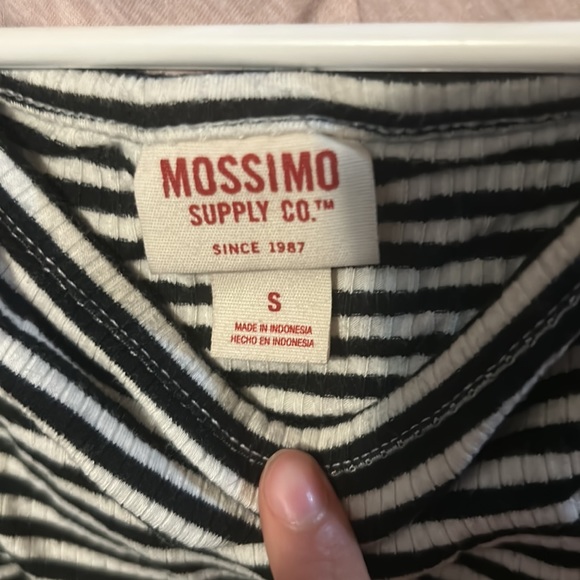 MOSSIMO
SUPPLY CO.™
SINCE 1987
S
MADE IN INDONESIA
HECHO EN INDONESIA